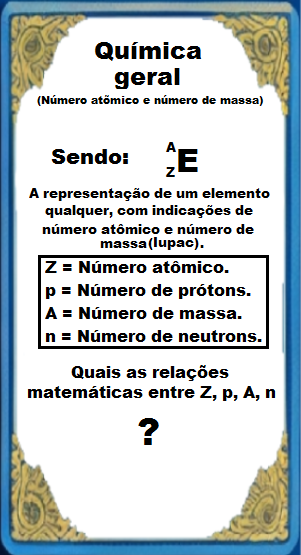 Química
geral
(Número atômico e número de massa)
Sendo:
A
Z E
A representação de um elemento
qualquer, com indicações de
número atômico e número de
massa(Iupac).
Z = Número atômico.
p = Número de prótons.
A = Número de massa.
n = Número de neutrons.
Quais as relações
matemáticas entre Z, p, A, n
?